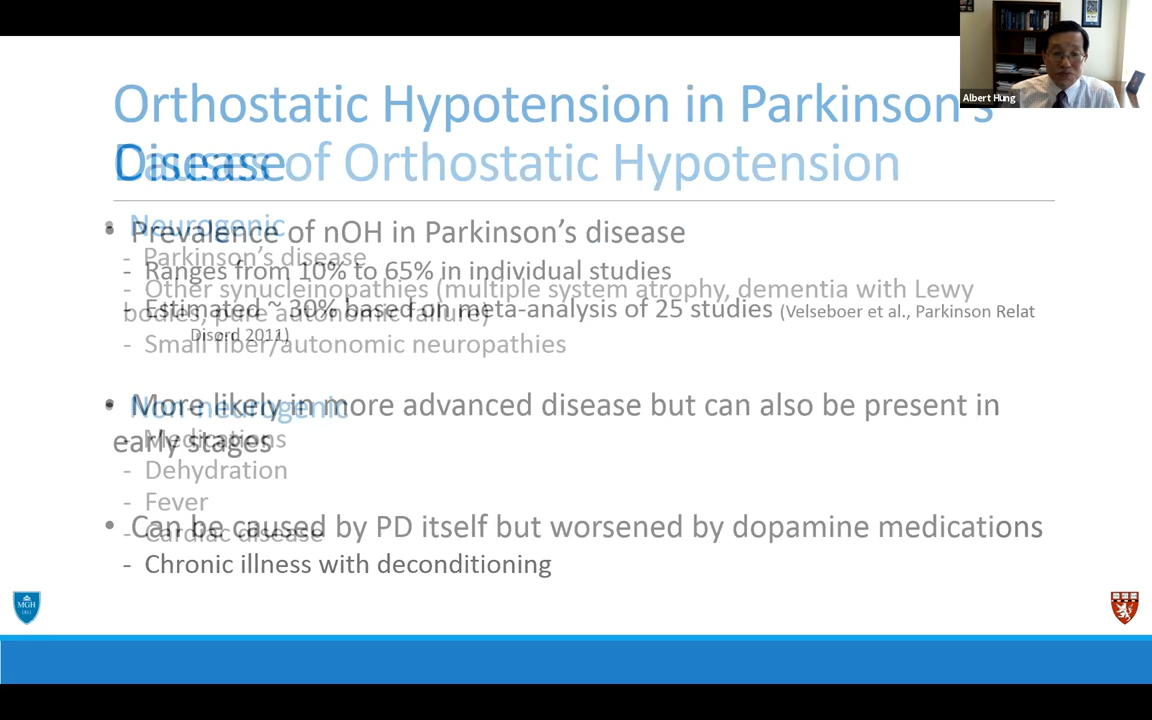 Albert Hung
Orthostatic Hypotension in Parkinson's
Disease
Causes of Orthostatic Hypotension
• Neurogenic
• Prevalence of nOH in Parkinson's disease
- Parkinson's disease
- Ranges from 10% to 65% in individual studies
- Other synucleinopathies (multiple system atrophy, dementia with Lewy
bodies, pure autonomic failure)
- Estimated ~ 30% based on meta-analysis of 25 studies (Velseboer et al., Parkinson Relat
Disord 2011)
- Small fiber/autonomic neuropathies
• Non-neurogenic
• More likely in more advanced disease but can also be present in
early stages
- Medications
- Dehydration
- Fever
• Can be caused by PD itself but worsened by dopamine medications
- Cardiac disease
- Chronic illness with deconditioning
MGH
1811